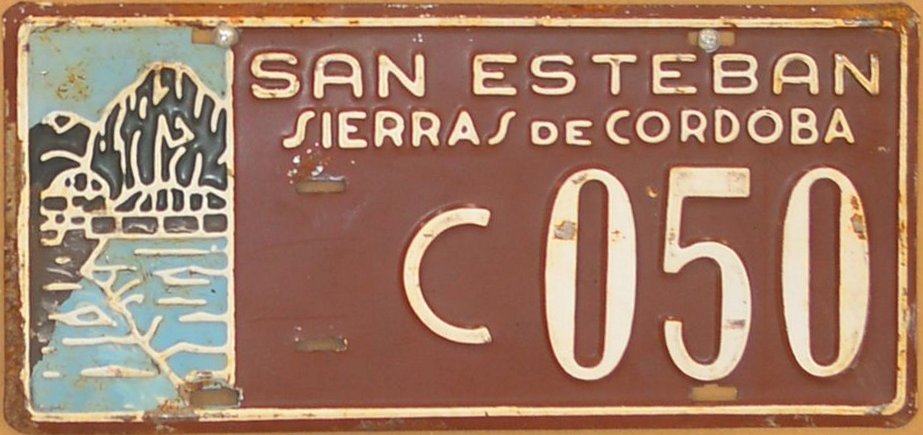 SAN ESTEBAN
SIERRAS DE CORDOBA
C 050